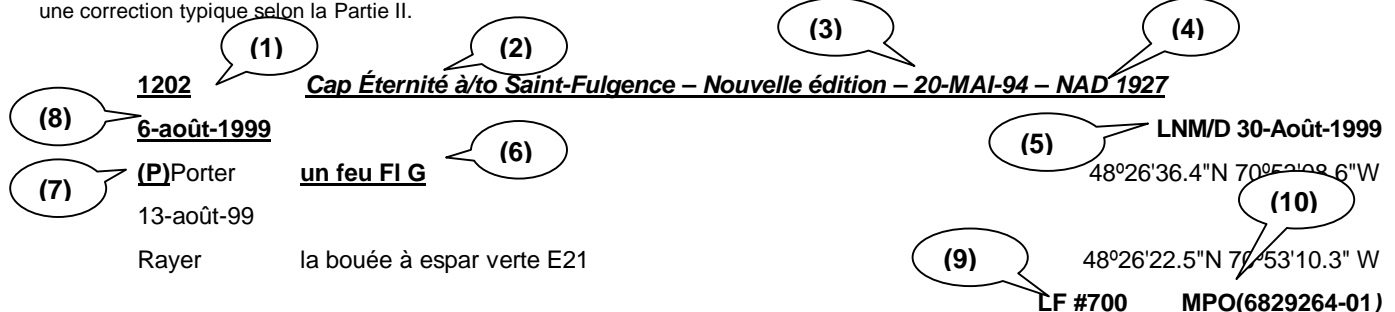 une correction typique selon la Partie II.
(1) (2) (3) (4)
1202 Cap Éternité à/to Saint-Fulgence – Nouvelle édition – 20-MAI-94 – NAD 1927
(8) 6-août-1999 (5) LNM/D 30-Août-1999
(7) (P)Porter un feu Fl G (6) 48º26'36.4"N 70º53'08.6"W
13-août-99 (10)
Rayer la bouée à espar verte E21 (9) 48º26'22.5"N 70º53'10.3" W
LF #700 MPO(6829264-01)